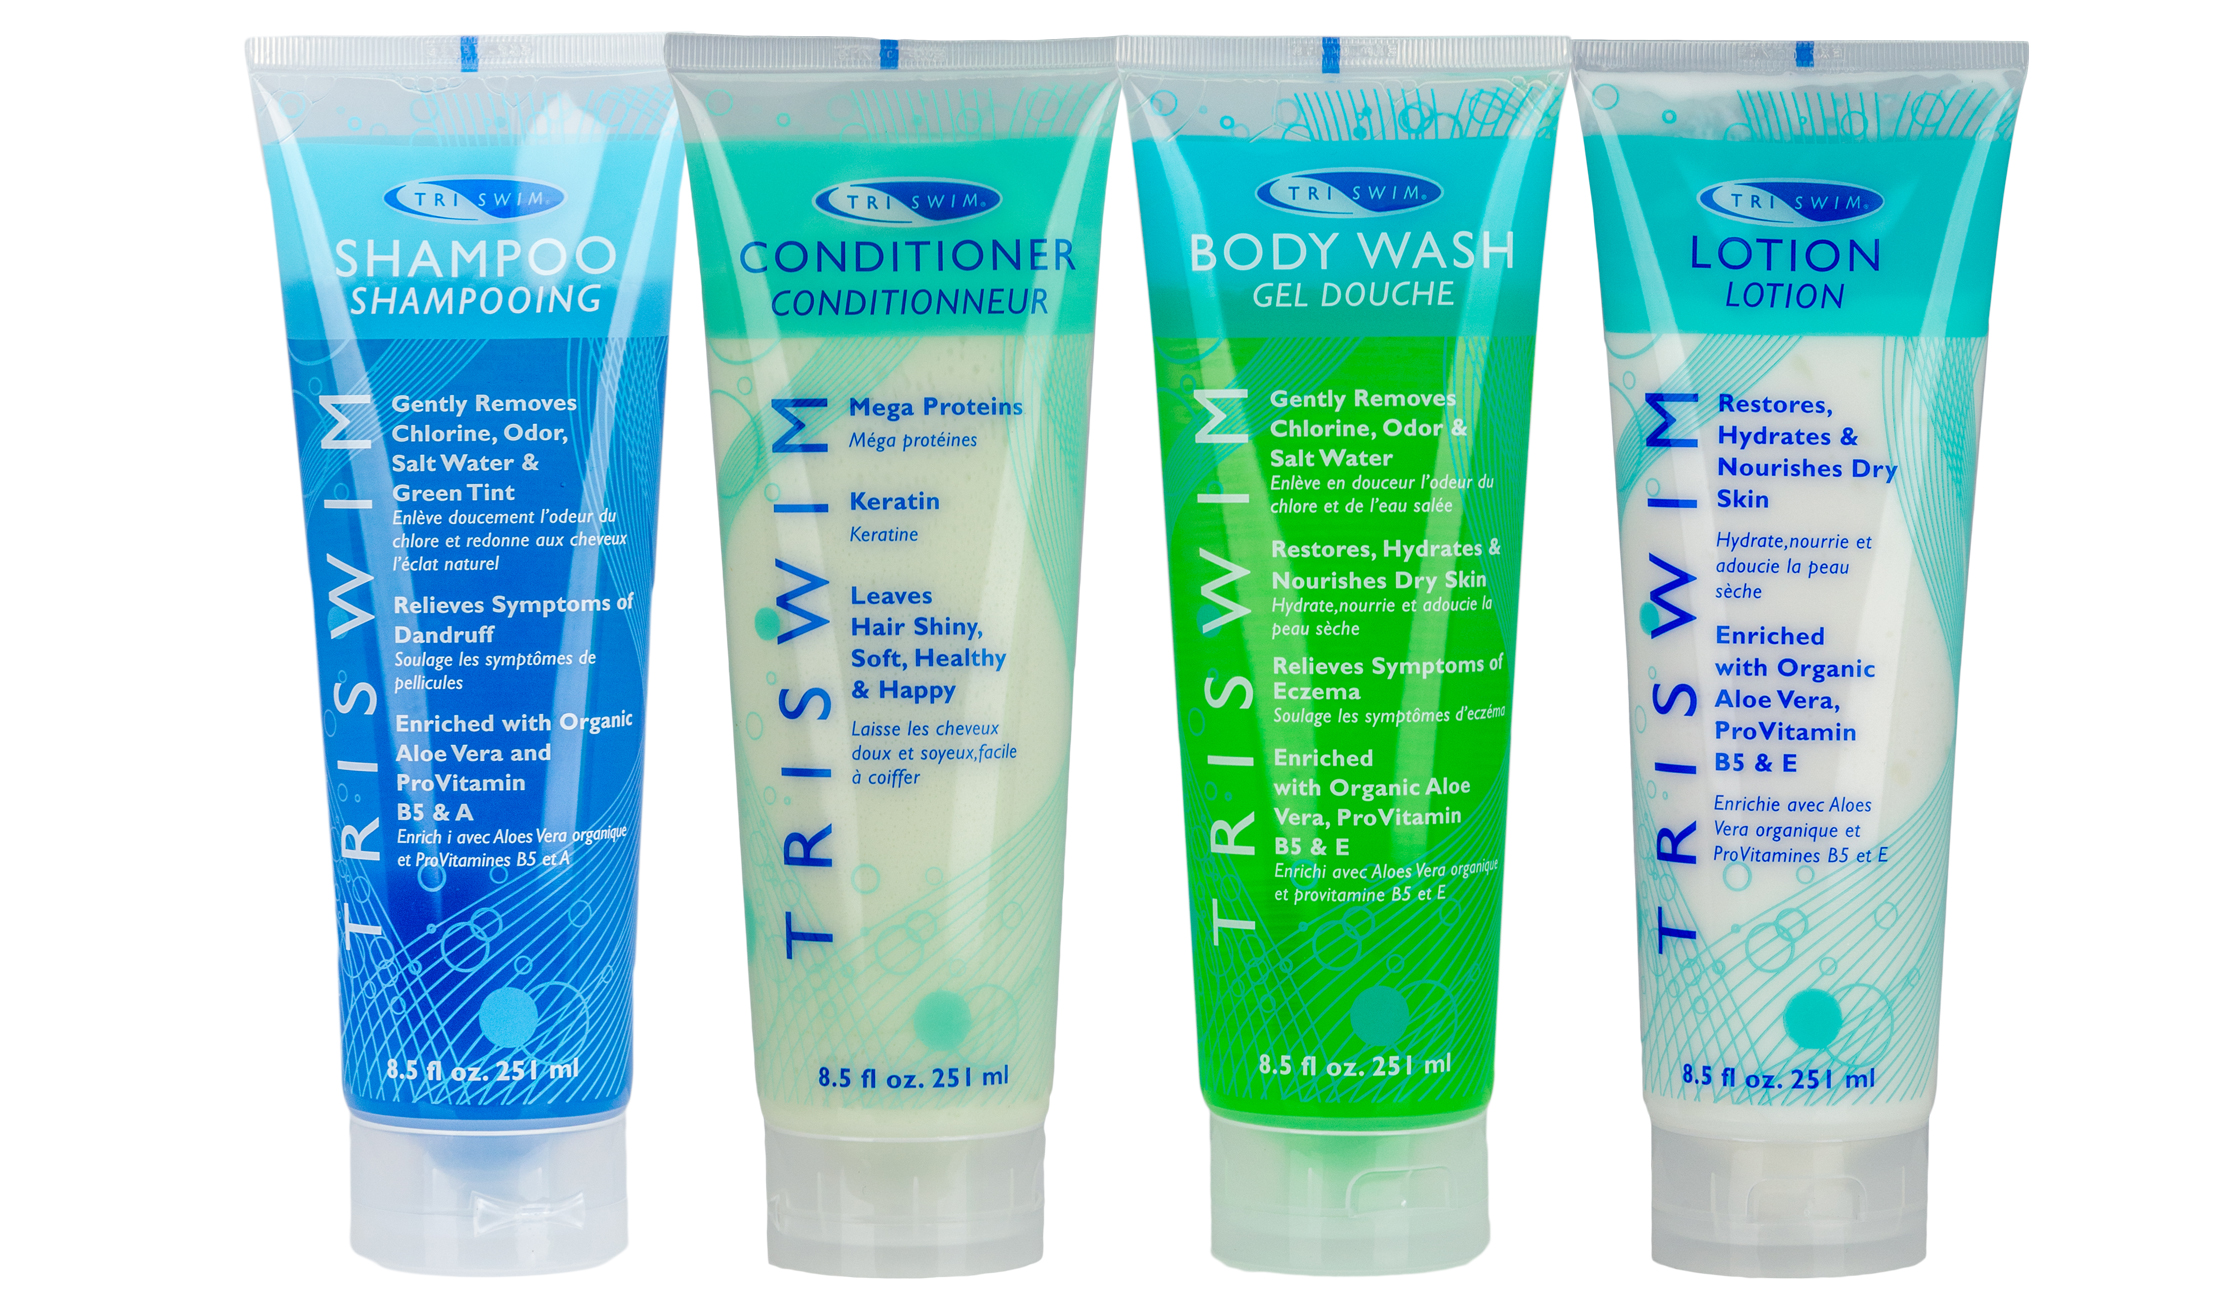 TRI SWIM®
SHAMPOO
SHAMPOOING
TRISWIM
Gently Removes
Chlorine, Odor,
Salt Water &
Green Tint
Enlève doucement l'odeur du
chlore et redonne aux cheveux
l'éclat naturel
Relieves Symptoms of
Dandruff
Soulage les symptômes de
pellicules
Enriched with Organic
Aloe Vera and
ProVitamin
B5 & A
Enrich i avec Aloes Vera organique
et ProVitamines B5 et A
8.5 fl oz. 251 ml
TRI SWIM®
CONDITIONER
CONDITIONNEUR
TRISWIM
Mega Proteins
Méga protéines
Keratin
Keratine
Leaves
Hair Shiny,
Soft, Healthy
& Happy
Laisse les cheveux
doux et soyeux,facile
à coiffer
8.5 fl oz. 251 ml
TRI SWIM®
BODY WASH
GEL DOUCHE
TRISWIM
Gently Removes
Chlorine, Odor &
Salt Water
Enlève en douceur l'odeur du
chlore et de l'eau salée
Restores, Hydrates &
Nourishes Dry Skin
Hydrate,nourrie et adoucie la
peau sèche
Relieves Symptoms of
Eczema
Soulage les symptômes d'eczéma
Enriched
with Organic Aloe
Vera, ProVitamin
B5 & E
Enrichi avec Aloes Vera organique
et provitamine B5 et E
8.5 fl oz. 251 ml
TRI SWIM®
LOTION
LOTION
TRISWIM
Restores,
Hydrates &
Nourishes Dry
Skin
Hydrate,nourrie et
adoucie la peau
sèche
Enriched
with Organic
Aloe Vera,
ProVitamin
B5 & E
Enrichie avec Aloes
Vera organique et
ProVitamines B5 et E
8.5 fl oz. 251 ml